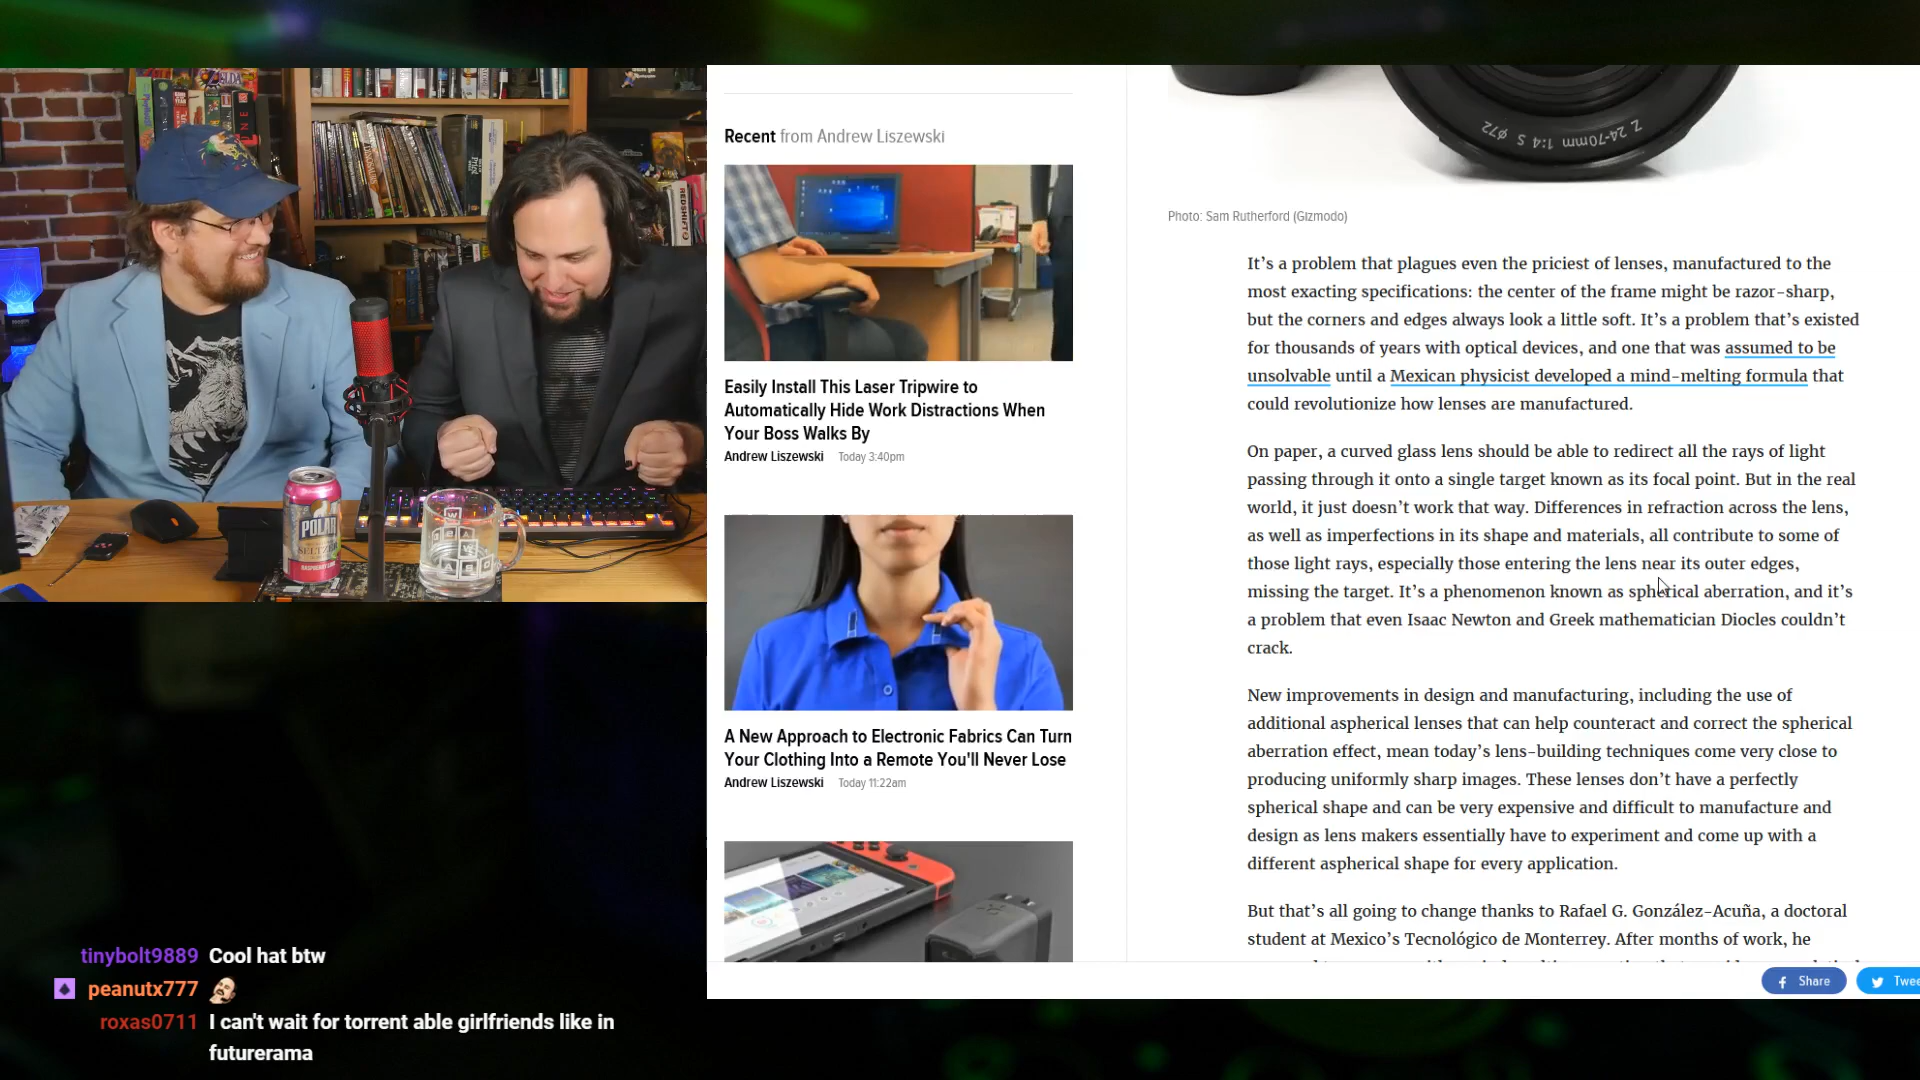 Recent from Andrew Liszewski
Easily Install This Laser Tripwire to
Automatically Hide Work Distractions When
Your Boss Walks By
Andrew Liszewski Today 3:40pm
A New Approach to Electronic Fabrics Can Turn
Your Clothing Into a Remote You'll Never Lose
Andrew Liszewski Today 11:22am
Z 24-70mm 1:4 S ø72
Photo: Sam Rutherford (Gizmodo)
It’s a problem that plagues even the priciest of lenses, manufactured to the
most exacting specifications: the center of the frame might be razor-sharp,
but the corners and edges always look a little soft. It’s a problem that’s existed
for thousands of years with optical devices, and one that was assumed to be
unsolvable until a Mexican physicist developed a mind-melting formula that
could revolutionize how lenses are manufactured.
On paper, a curved glass lens should be able to redirect all the rays of light
passing through it onto a single target known as its focal point. But in the real
world, it just doesn’t work that way. Differences in refraction across the lens,
as well as imperfections in its shape and materials, all contribute to some of
those light rays, especially those entering the lens near its outer edges,
missing the target. It’s a phenomenon known as spherical aberration, and it’s
a problem that even Isaac Newton and Greek mathematician Diocles couldn’t
crack.
New improvements in design and manufacturing, including the use of
additional aspherical lenses that can help counteract and correct the spherical
aberration effect, mean today’s lens-building techniques come very close to
producing uniformly sharp images. These lenses don’t have a perfectly
spherical shape and can be very expensive and difficult to manufacture and
design as lens makers essentially have to experiment and come up with a
different aspherical shape for every application.
But that’s all going to change thanks to Rafael G. González-Acuña, a doctoral
student at Mexico’s Tecnológico de Monterrey. After months of work, he
Share
Twee
POLAR
SELTZER
REDSHIFT
tinybolt9889 Cool hat btw
peanutx777
roxas0711 I can't wait for torrent able girlfriends like in
futurerama